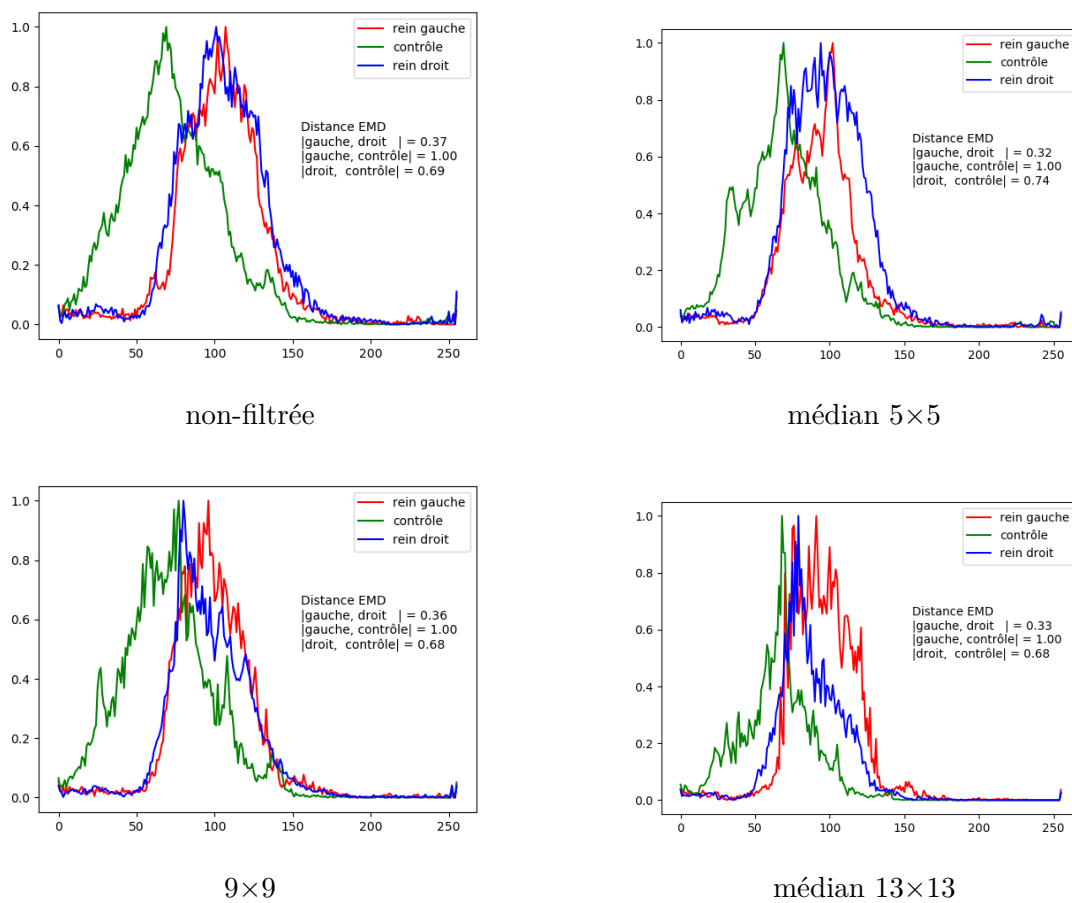 rein gauche
contrôle
rein droit
Distance EMD
|gauche, droit | = 0.37
|gauche, contrôle| = 1.00
|droit, contrôle| = 0.69
1.0
0.8
0.6
0.4
0.2
0.0
0 50 100 150 200 250
non-filtrée
rein gauche
contrôle
rein droit
Distance EMD
|gauche, droit | = 0.32
|gauche, contrôle| = 1.00
|droit, contrôle| = 0.74
1.0
0.8
0.6
0.4
0.2
0.0
0 50 100 150 200 250
médian 5×5
rein gauche
contrôle
rein droit
Distance EMD
|gauche, droit | = 0.36
|gauche, contrôle| = 1.00
|droit, contrôle| = 0.68
1.0
0.8
0.6
0.4
0.2
0.0
0 50 100 150 200 250
9×9
rein gauche
contrôle
rein droit
Distance EMD
|gauche, droit | = 0.33
|gauche, contrôle| = 1.00
|droit, contrôle| = 0.68
1.0
0.8
0.6
0.4
0.2
0.0
0 50 100 150 200 250
médian 13×13